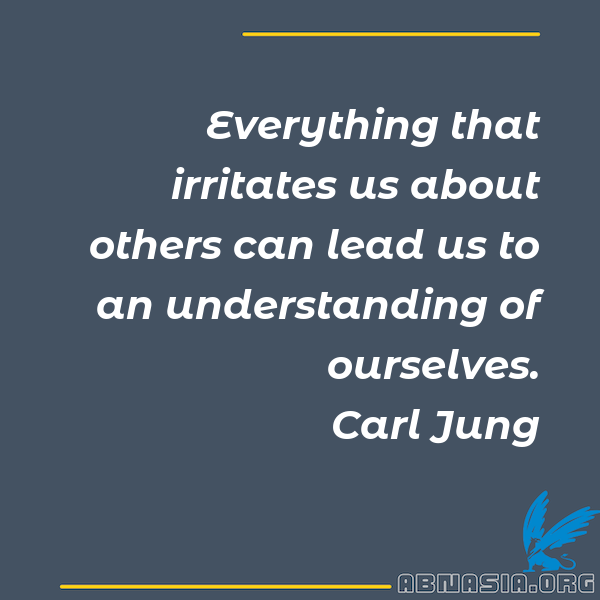 Everything that
irritates us about
others can lead us to
an understanding of
ourselves.
Carl Jung
ABNASIA.ORG